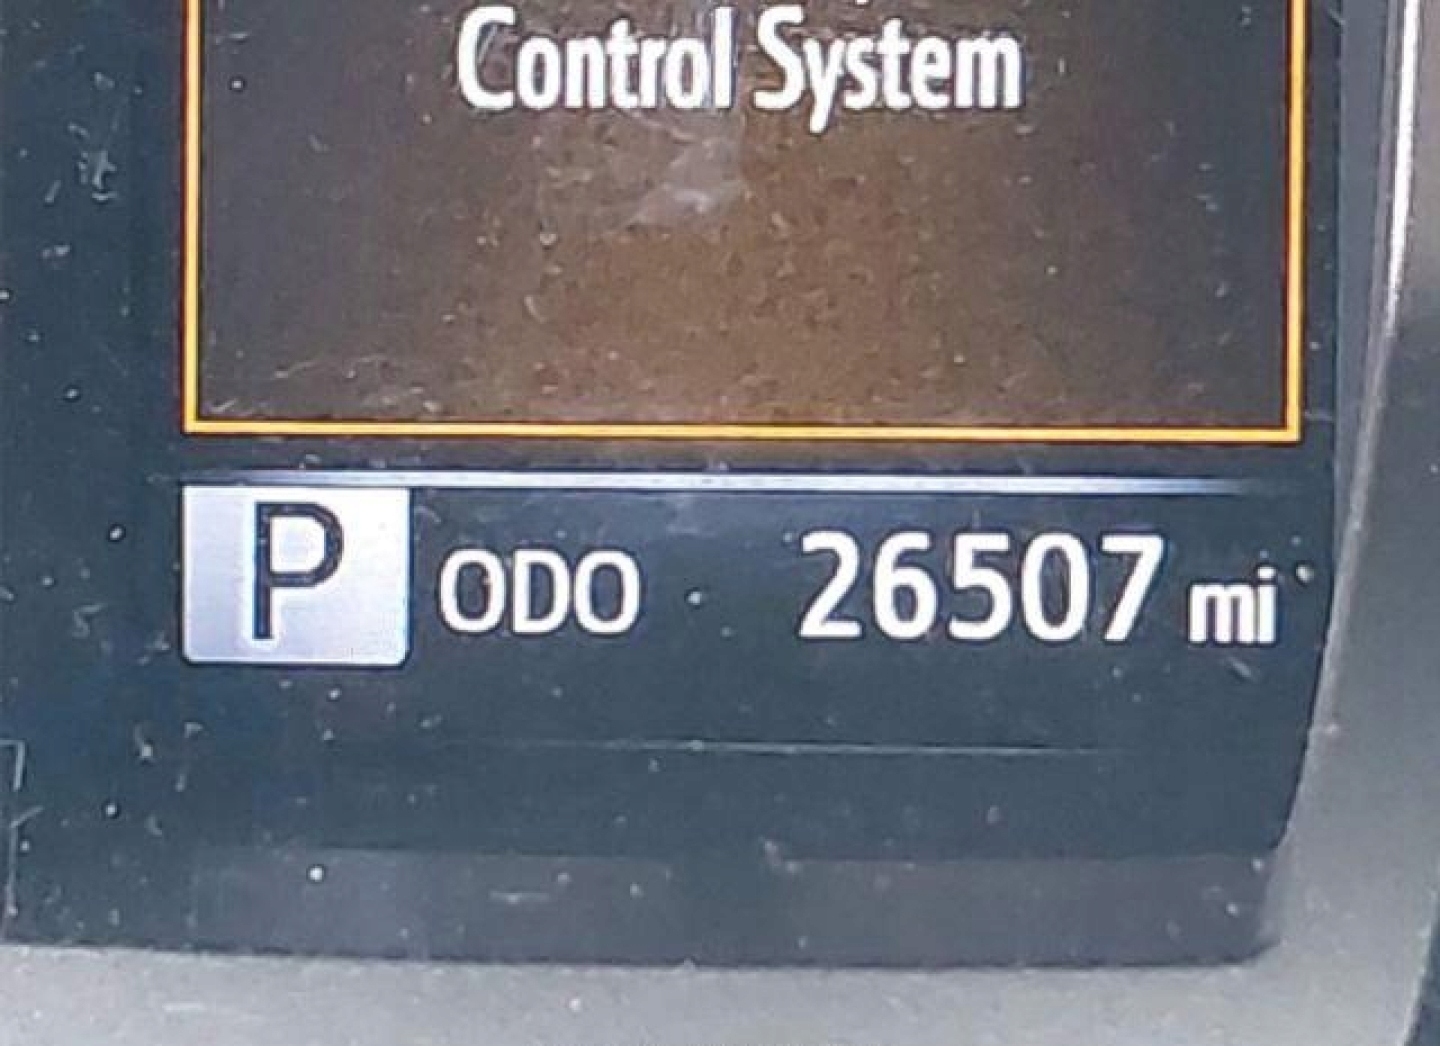 Control System
P ODO 26507 mi